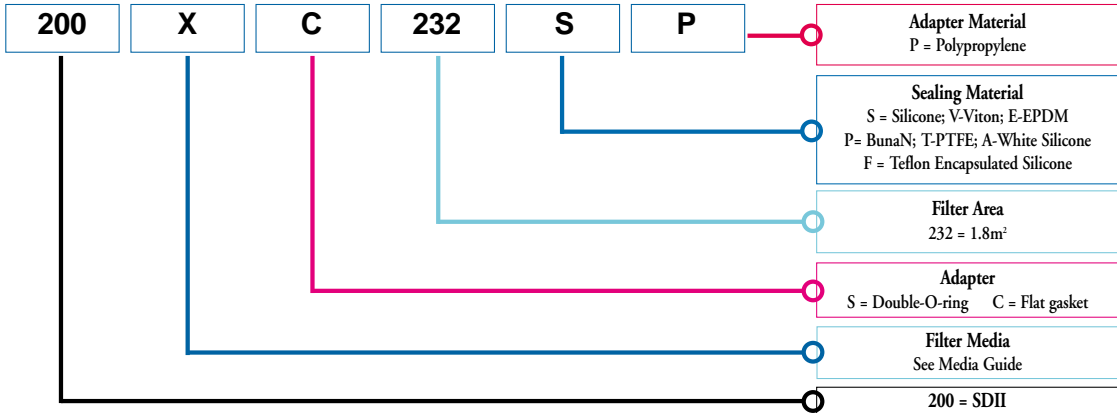 200 X C 232 S P
Adapter Material
P = Polypropylene
Sealing Material
S = Silicone; V-Viton; E-EPDM
P= BunaN; T-PTFE; A-White Silicone
F = Teflon Encapsulated Silicone
Filter Area
232 = 1.8m²
Adapter
S = Double-O-ring C = Flat gasket
Filter Media
See Media Guide
200 = SDII